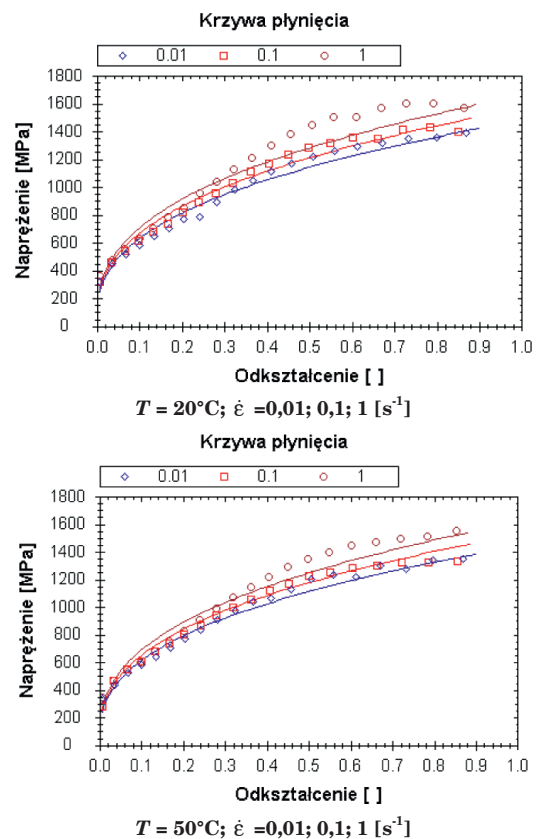 Krzywa płynięcia
0.01 0.1 1
1800
1600
1400
1200
1000
800
600
400
200
0
Naprężenie [MPa]
0.0 0.1 0.2 0.3 0.4 0.5 0.6 0.7 0.8 0.9 1.0
Odkształcenie [ ]
T = 20°C; ε̇ =0,01; 0,1; 1 [s⁻¹]
Krzywa płynięcia
0.01 0.1 1
1800
1600
1400
1200
1000
800
600
400
200
0
Naprężenie [MPa]
0.0 0.1 0.2 0.3 0.4 0.5 0.6 0.7 0.8 0.9 1.0
Odkształcenie [ ]
T = 50°C; ε̇ =0,01; 0,1; 1 [s⁻¹]